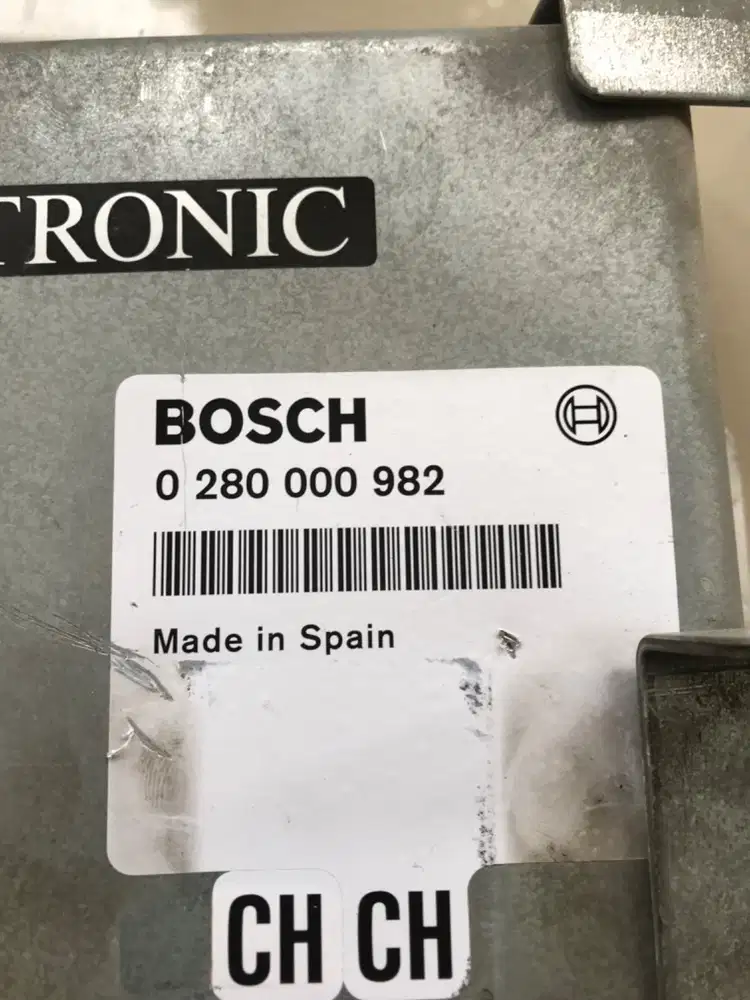 TRONIC
BOSCH
0 280 000 982
Made in Spain
CH CH